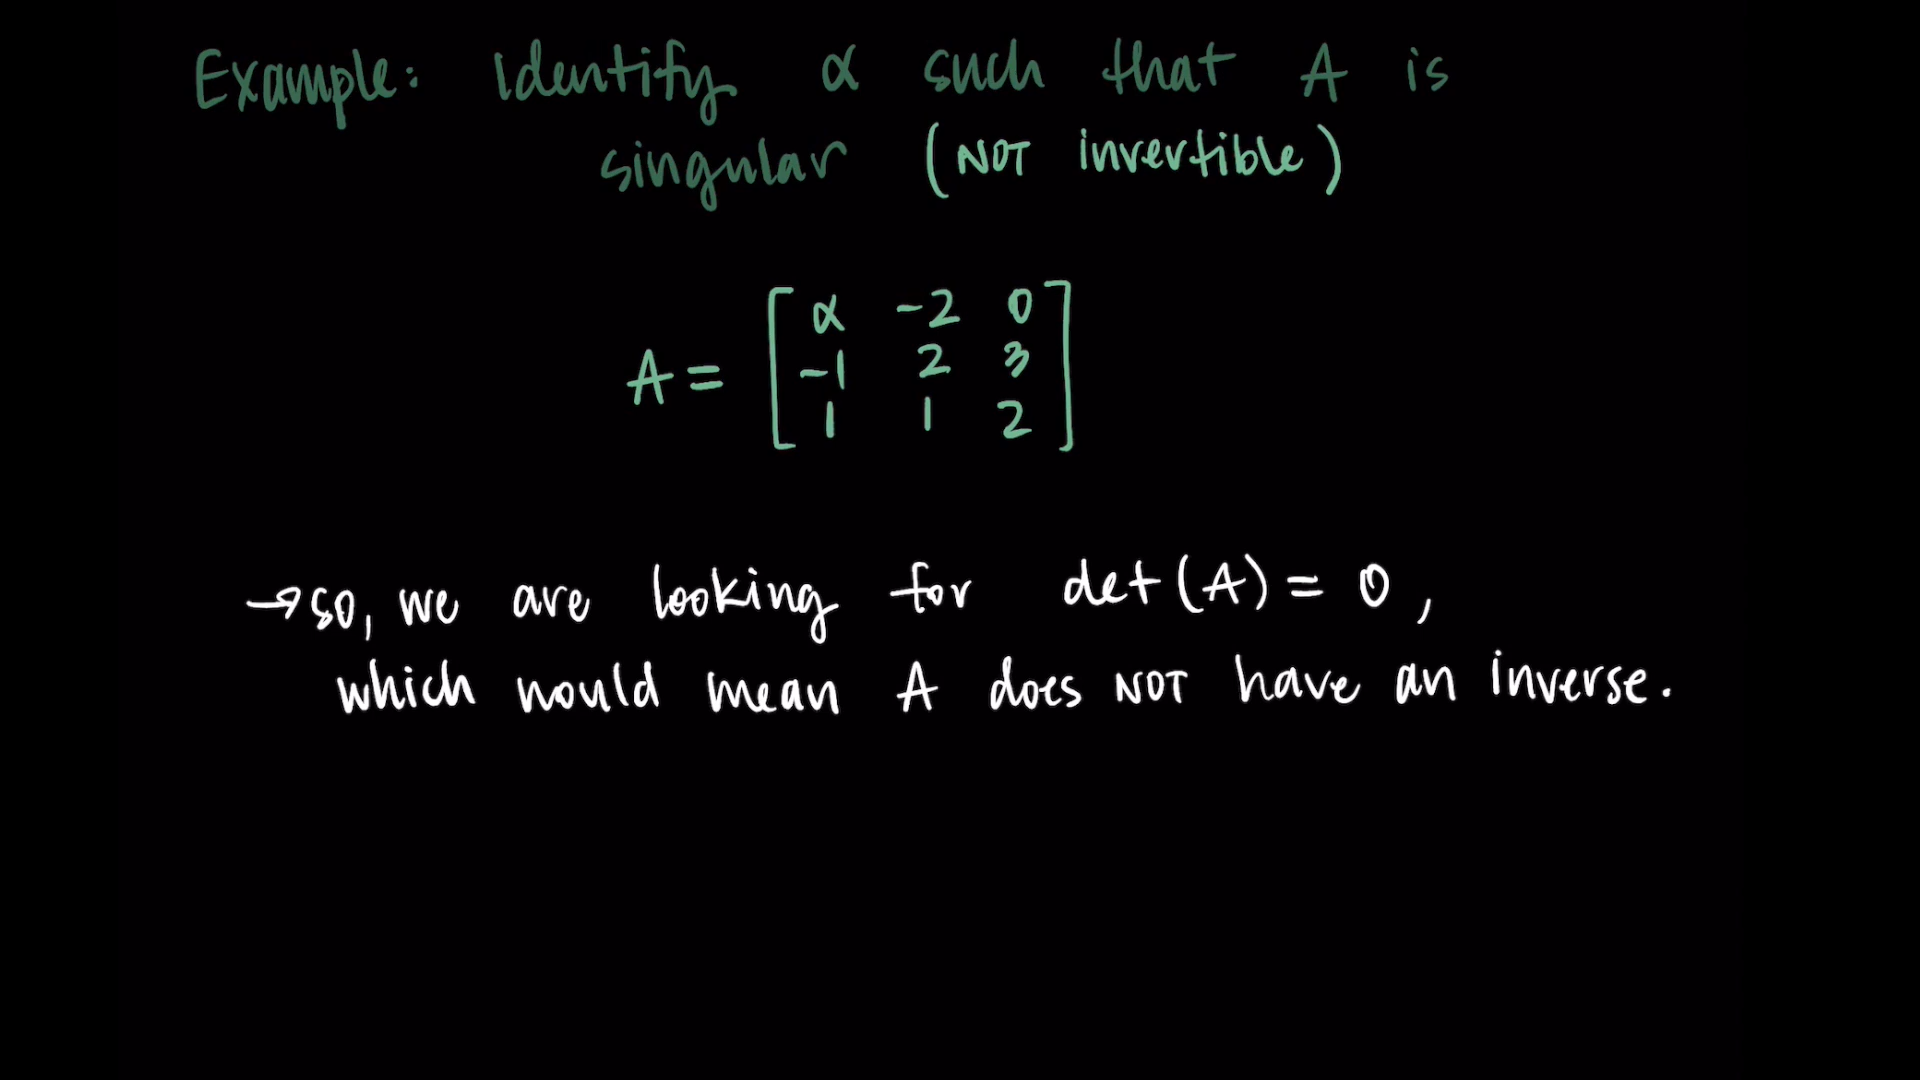 Example: Identify α such that A is
singular (NOT invertible)
α -2 0
A = -1 2 3
1 1 2
→ so, we are looking for det(A) = 0,
which would mean A does NOT have an inverse.